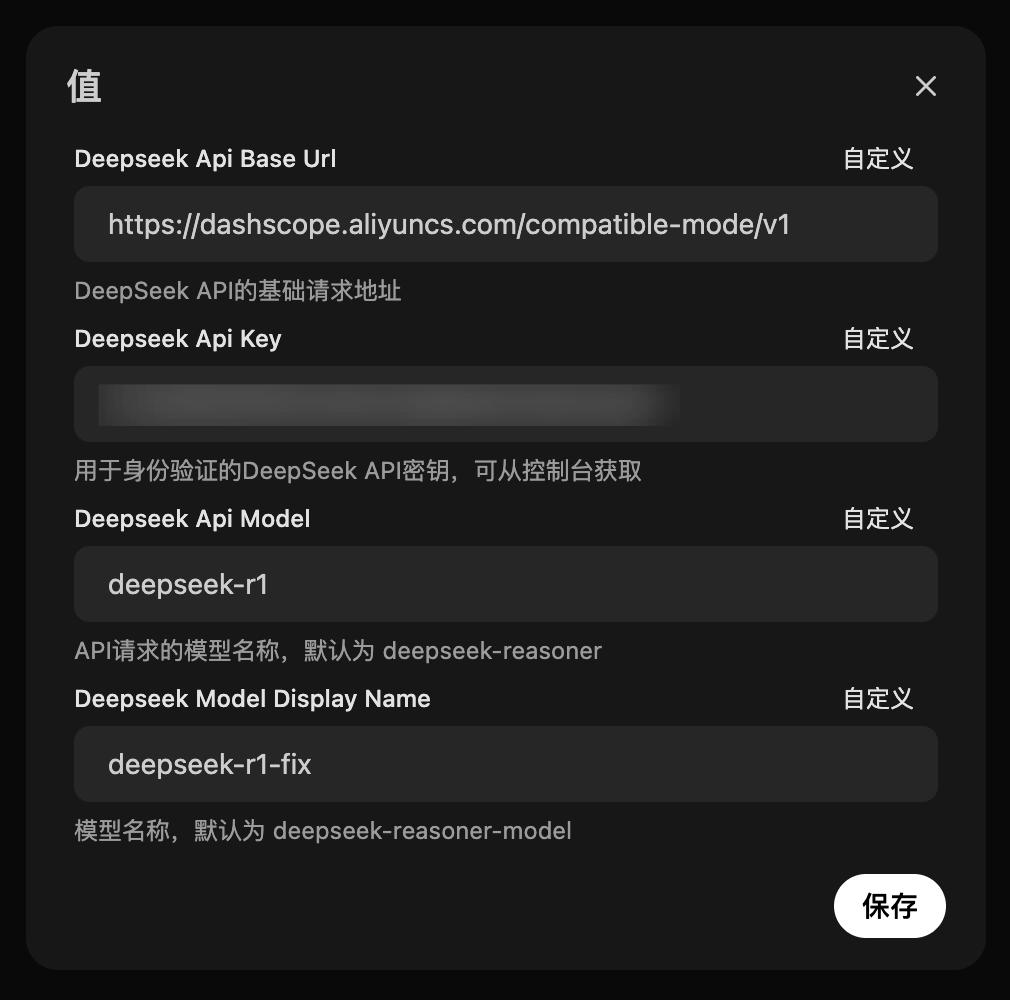 值
Deepseek Api Base Url 自定义
https://dashscope.aliyuncs.com/compatible-mode/v1
DeepSeek API的基础请求地址
Deepseek Api Key 自定义
用于身份验证的DeepSeek API密钥，可从控制台获取
Deepseek Api Model 自定义
deepseek-r1
API请求的模型名称，默认为 deepseek-reasoner
Deepseek Model Display Name 自定义
deepseek-r1-fix
模型名称，默认为 deepseek-reasoner-model
保存